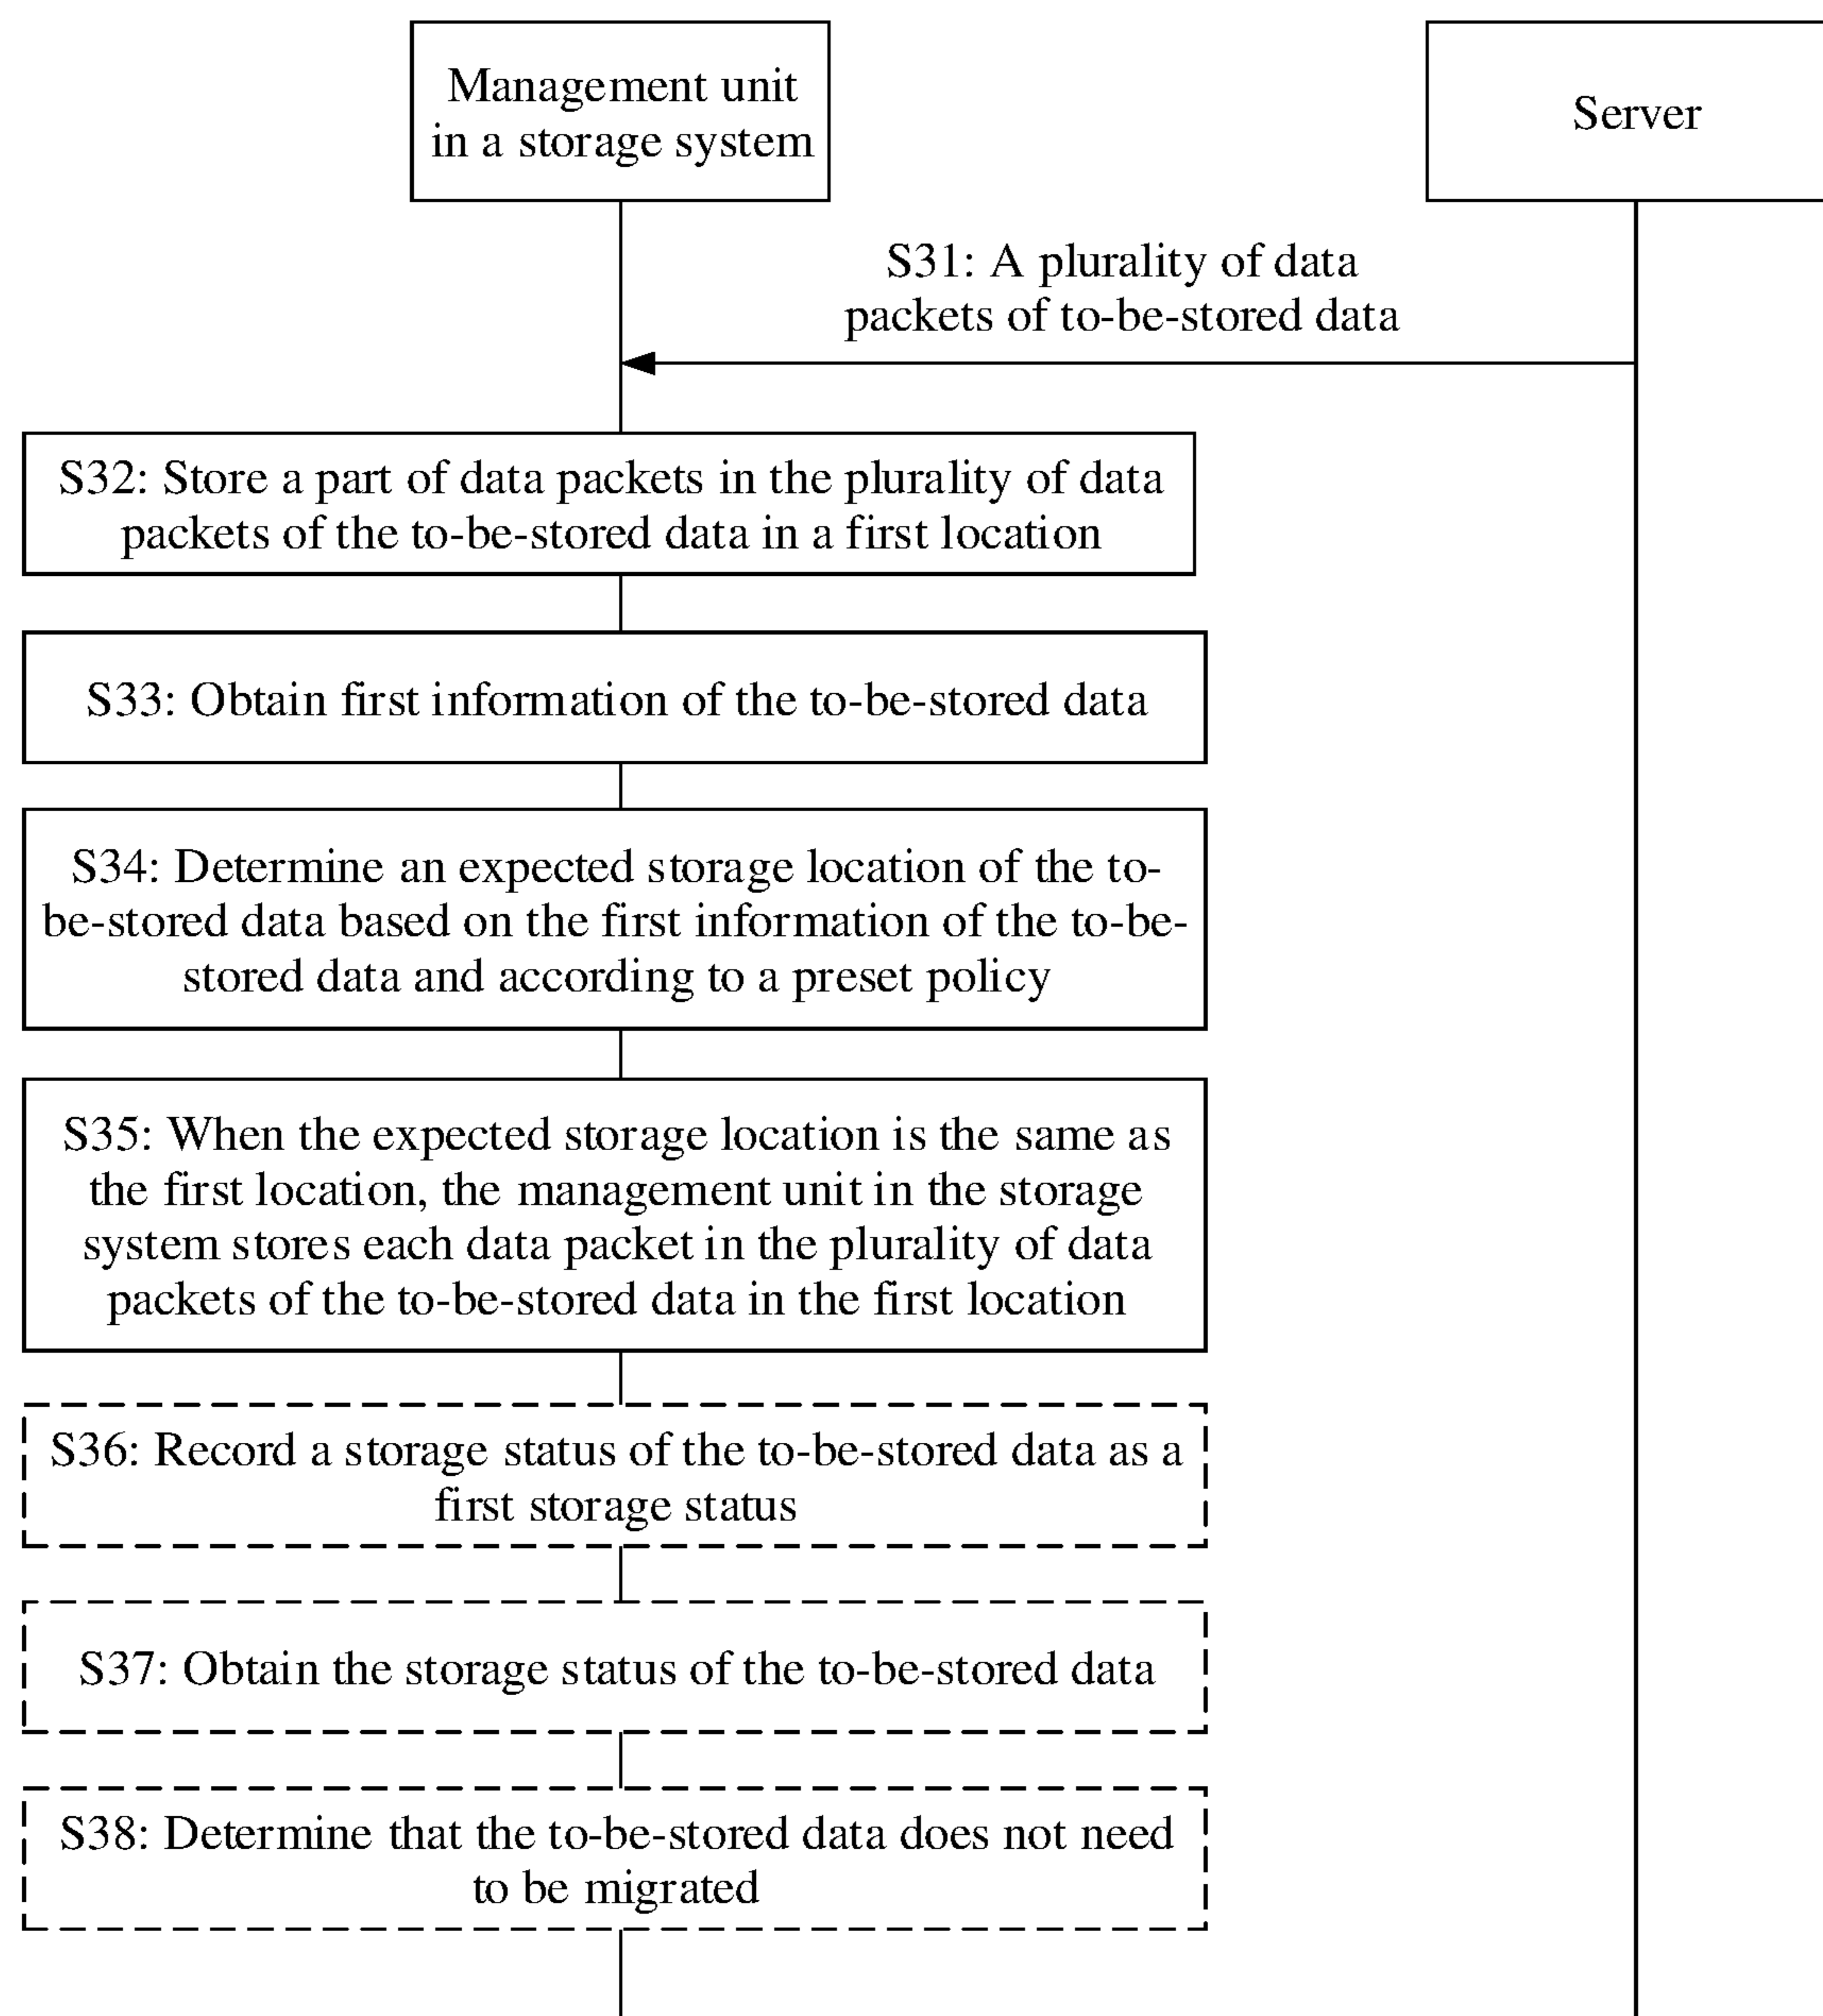 Management unit
in a storage system
Server
S31: A plurality of data
packets of to-be-stored data
S32: Store a part of data packets in the plurality of data
packets of the to-be-stored data in a first location
S33: Obtain first information of the to-be-stored data
S34: Determine an expected storage location of the to-
be-stored data based on the first information of the to-be-
stored data and according to a preset policy
S35: When the expected storage location is the same as
the first location, the management unit in the storage
system stores each data packet in the plurality of data
packets of the to-be-stored data in the first location
S36: Record a storage status of the to-be-stored data as a
first storage status
S37: Obtain the storage status of the to-be-stored data
S38: Determine that the to-be-stored data does not need
to be migrated